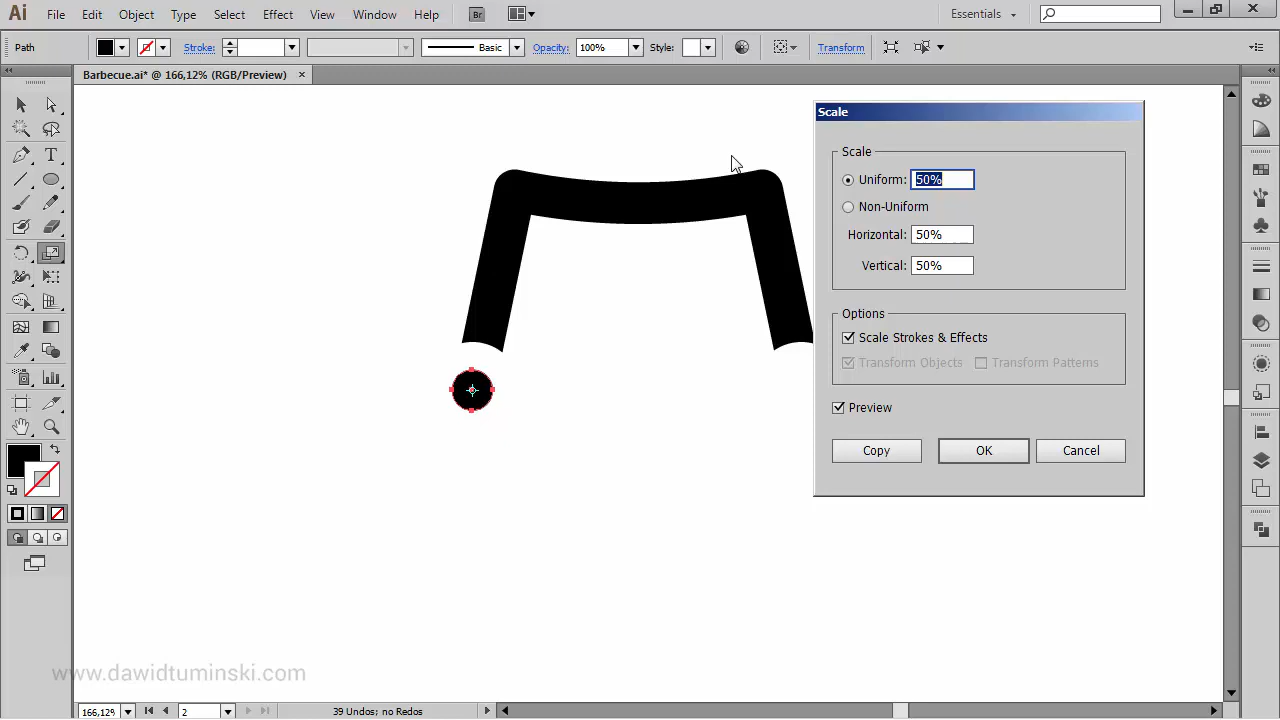 Ai File Edit Object Type Select Effect View Window Help Br Essentials
Path Stroke: Basic Opacity: 100% Style: Transform
Barbecue.ai* @ 166,12% (RGB/Preview) ×
Scale
Scale
Uniform: 50%
Non-Uniform
Horizontal: 50%
Vertical: 50%
Options
Scale Strokes & Effects
Transform Objects Transform Patterns
Preview
Copy OK Cancel
T
www.dawidtuminski.com
166,12% 2 39 Undos; no Redos